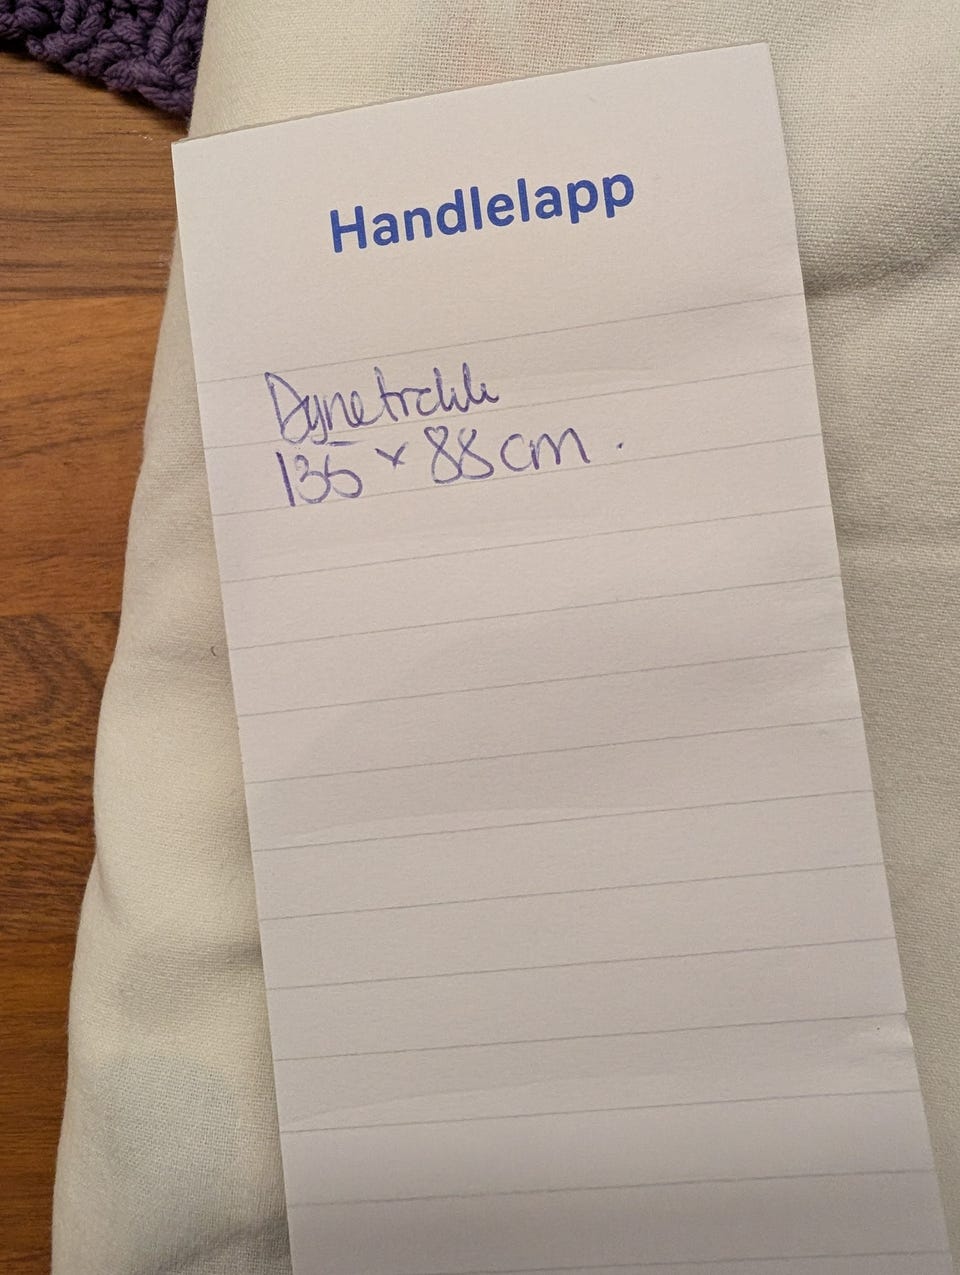 Handlelapp
Dynetrekk
135 x 88 cm.